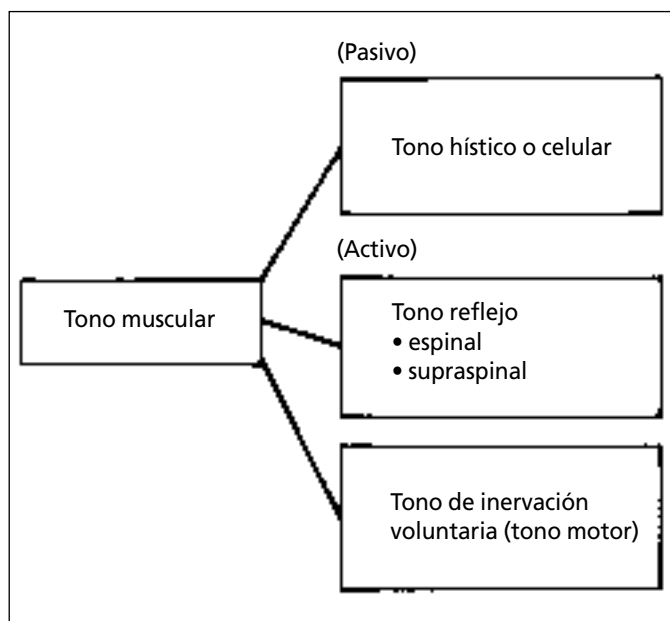 (Pasivo)
Tono hístico o celular
(Activo)
Tono muscular
Tono reflejo
• espinal
• supraspinal
Tono de inervación
voluntaria (tono motor)